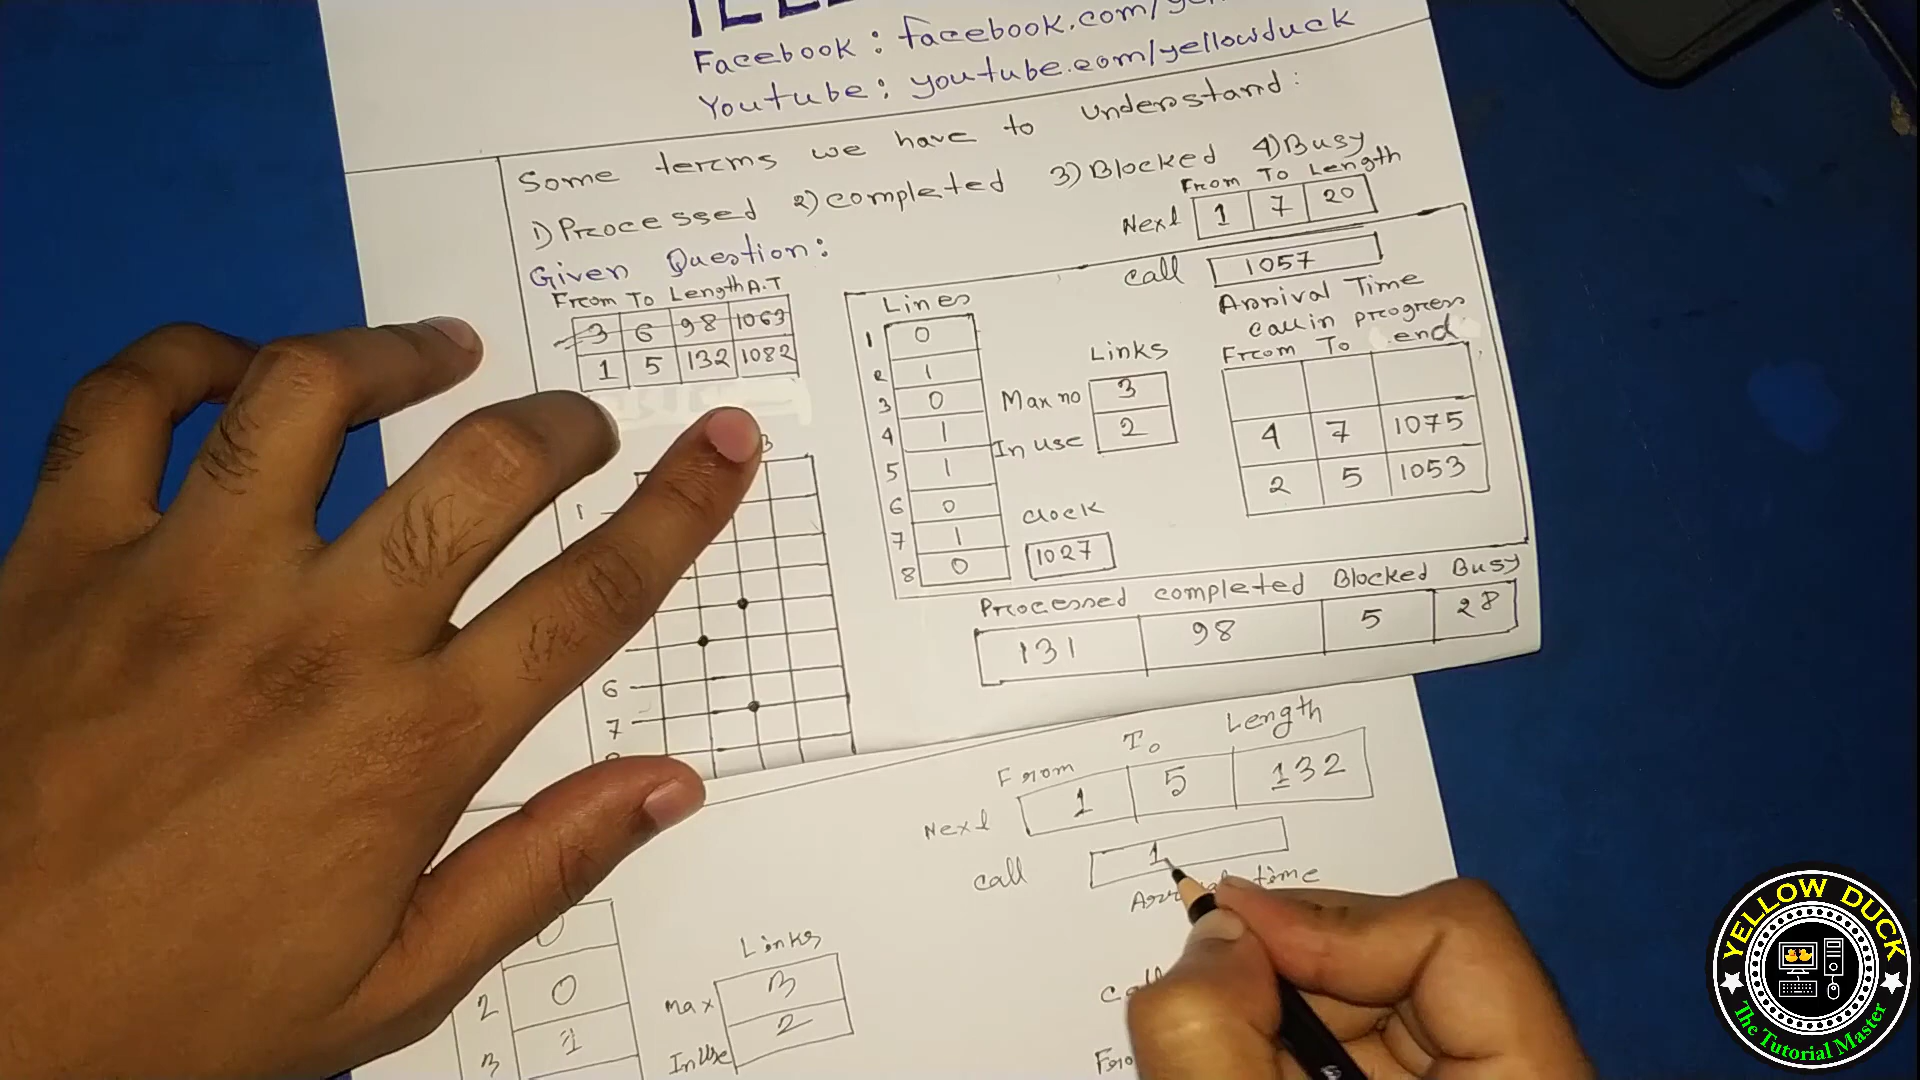 Facebook: facebook.com/
Youtube: youtube.com/yellowduck
Some terms we have to understand:
1) Processed 2) completed 3) Blocked 4) Busy
From To Length
Next 1 7 20
call 1057
Arrival Time
Given Question:
From To Length A.T
3 6 98 1063
1 5 132 1082
Lines
1 0
2 1
3 0
4 1
5 1
6 0
7 1
8 0
Links
Max no 3
In use 2
clock
1027
call in progress
From To end
4 7 1075
2 5 1053
1
6
7
Processed completed Blocked Busy
131 98 5 28
From To Length
Next 1 5 132
call 1
time
Links
Max 3
In Use 2
0
2 0
3 1
YELLOW DUCK
The Tutorial Master